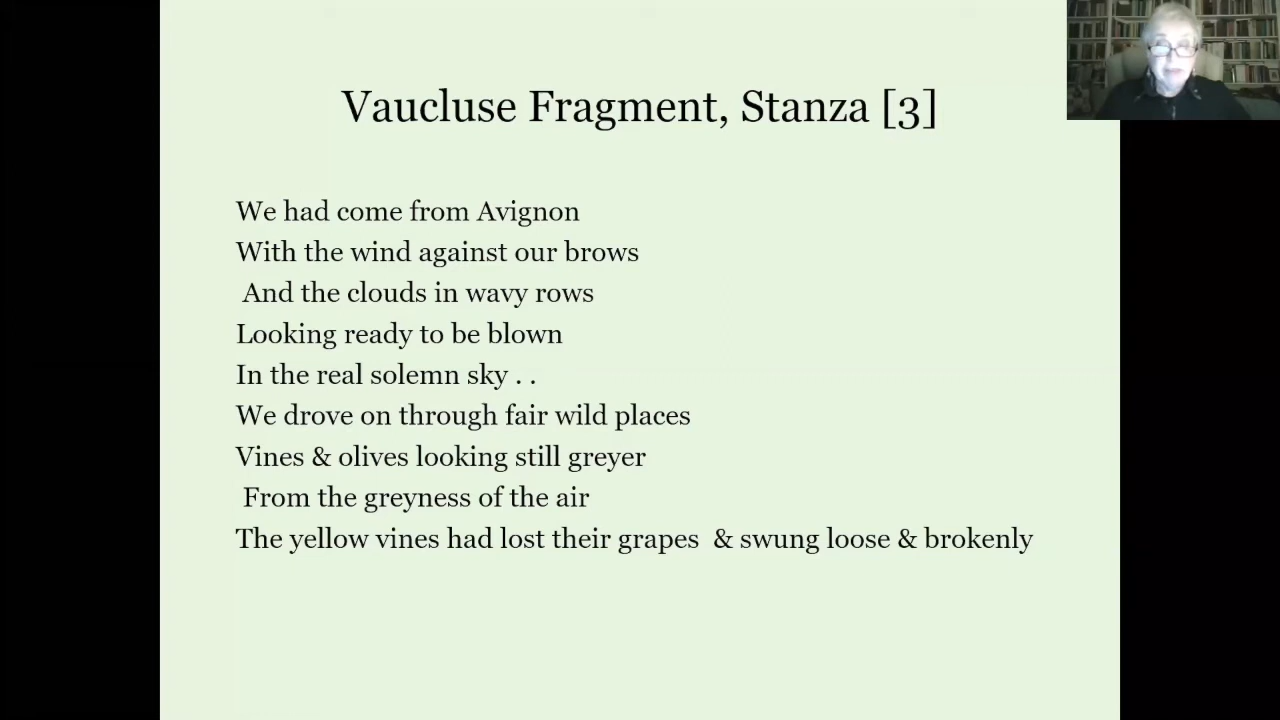 Vaucluse Fragment, Stanza [3]
We had come from Avignon
With the wind against our brows
And the clouds in wavy rows
Looking ready to be blown
In the real solemn sky . .
We drove on through fair wild places
Vines & olives looking still greyer
From the greyness of the air
The yellow vines had lost their grapes  & swung loose & brokenly